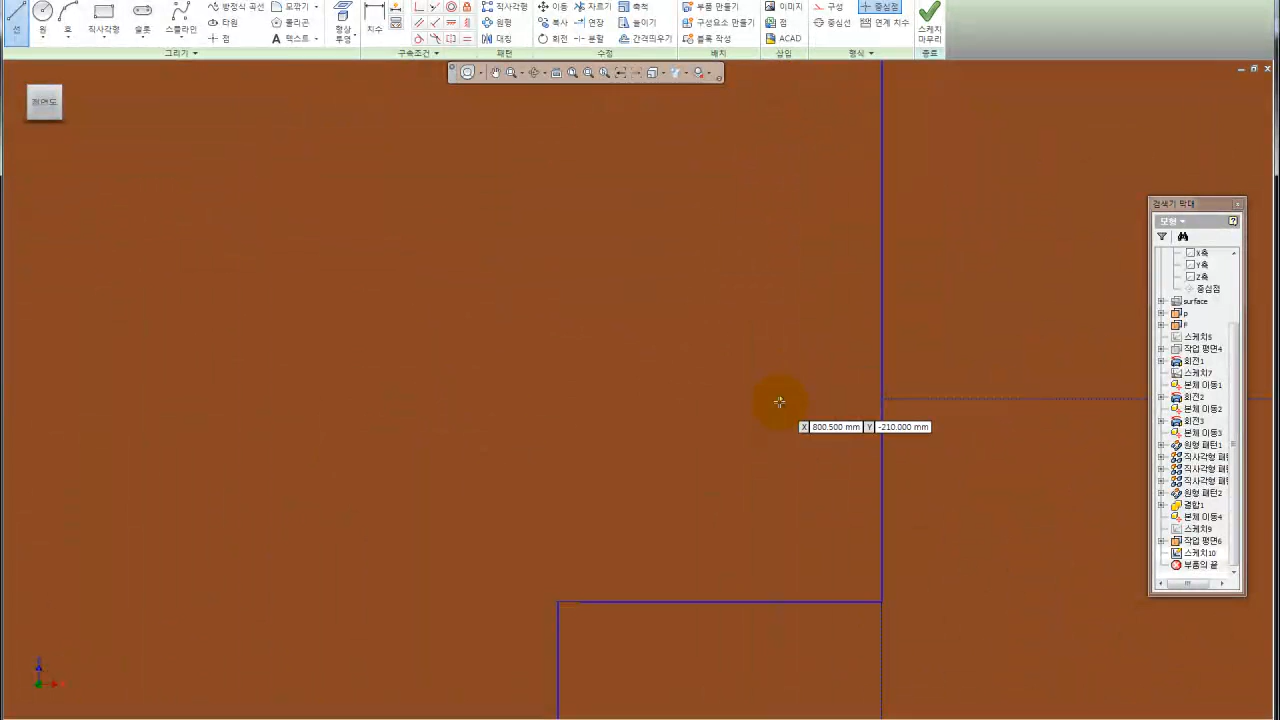 방정식 곡선 모깎기 직사각형 이동 자르기 축척 부품 만들기 이미지 구성 중심점
선 원 호 직사각형 슬롯 스플라인 타원 폴리곤 형상 투영 치수 원형 복사 연장 늘이기 구성요소 만들기 점 중심선 연계 치수 스케치 마무리
점 텍스트 대칭 회전 분할 간격띄우기 블록 작성 ACAD
그리기 구속조건 패턴 수정 배치 삽입 형식 종료
X 800.500 mm Y -210.000 mm
검색기 막대
모형
X축
Y축
Z축
중심점
surface
p
스케치5
작업 평면4
회전1
스케치7
본체 이동1
회전2
본체 이동2
회전3
본체 이동3
원형 패턴1
직사각형 패
직사각형 패
직사각형 패
원형 패턴2
결합1
본체 이동4
스케치9
작업 평면6
스케치10
부품의 끝